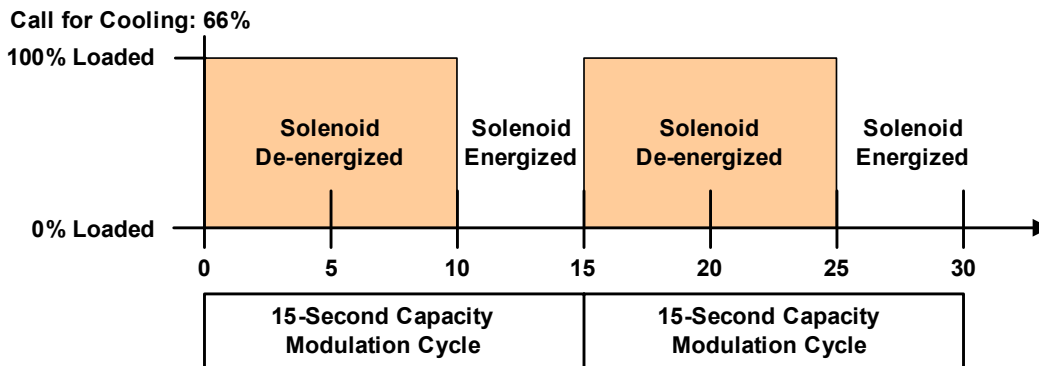 Call for Cooling: 66%
100% Loaded
Solenoid
De-energized
Solenoid
Energized
Solenoid
De-energized
Solenoid
Energized
0% Loaded
0 5 10 15 20 25 30
15-Second Capacity
Modulation Cycle
15-Second Capacity
Modulation Cycle